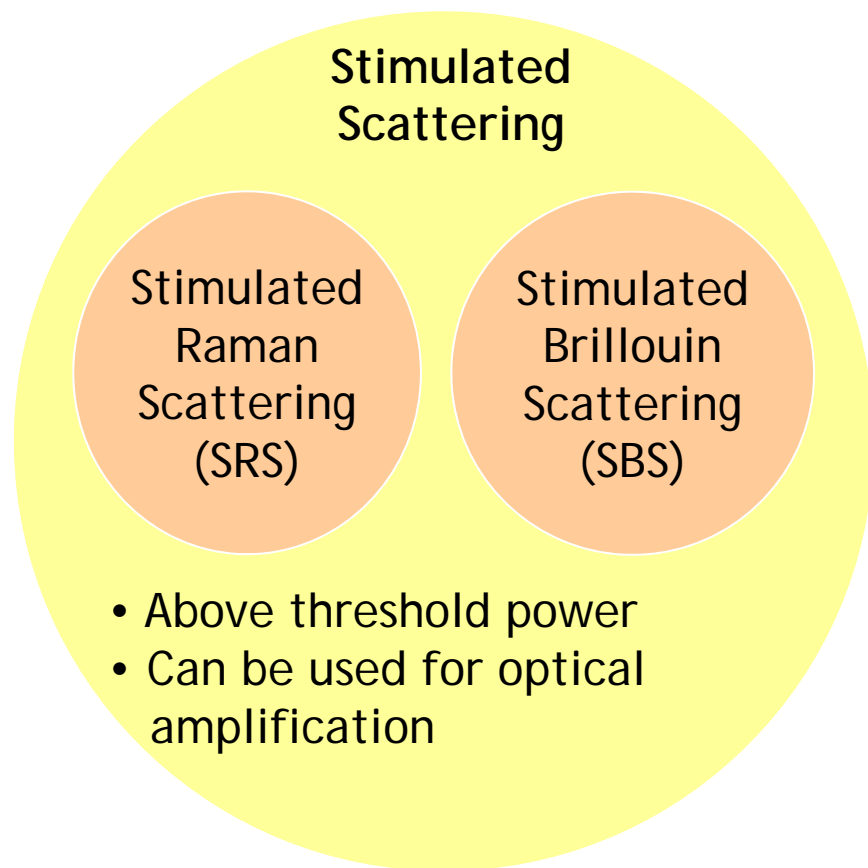 Stimulated
Scattering
Stimulated
Raman
Scattering
(SRS)
Stimulated
Brillouin
Scattering
(SBS)
• Above threshold power
• Can be used for optical
amplification